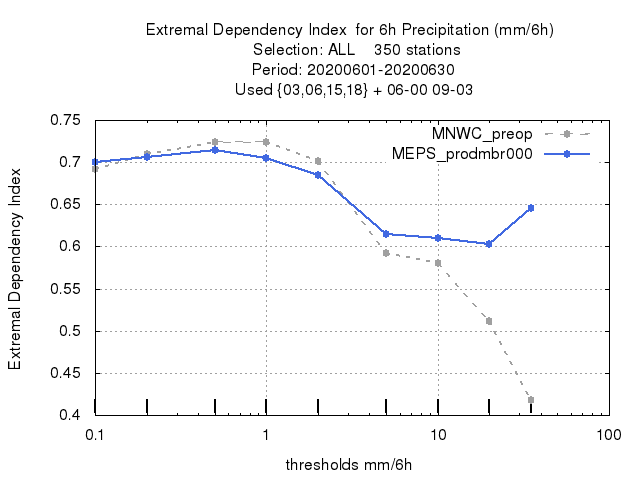 Extremal Dependency Index  for 6h Precipitation (mm/6h)
Selection: ALL    350 stations
Period: 20200601-20200630
Used {03,06,15,18} + 06-00 09-03
MNWC_preop
MEPS_prodmbr000
0.75
0.7
0.65
0.6
0.55
0.5
0.45
0.4
Extremal Dependency Index
0.1 1 10 100
thresholds mm/6h